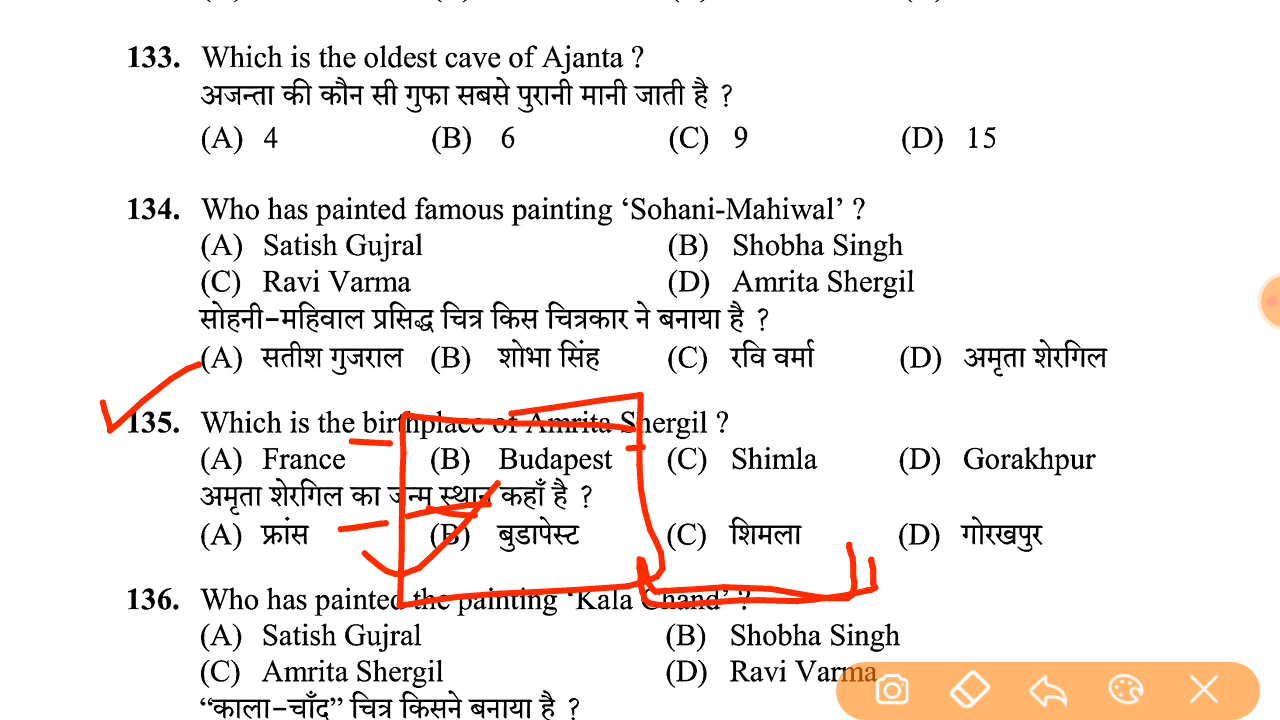 133. Which is the oldest cave of Ajanta ?
अजन्ता की कौन सी गुफा सबसे पुरानी मानी जाती है ?
(A) 4 (B) 6 (C) 9 (D) 15
134. Who has painted famous painting ‘Sohani-Mahiwal’ ?
(A) Satish Gujral (B) Shobha Singh
(C) Ravi Varma (D) Amrita Shergil
सोहनी–महिवाल प्रसिद्ध चित्र किस चित्रकार ने बनाया है ?
(A) सतीश गुजराल (B) शोभा सिंह (C) रवि वर्मा (D) अमृता शेरगिल
135. Which is the birthplace of Amrita Shergil ?
(A) France (B) Budapest (C) Shimla (D) Gorakhpur
अमृता शेरगिल का जन्म स्थान कहाँ है ?
(A) फ्रांस (B) बुडापेस्ट (C) शिमला (D) गोरखपुर
136. Who has painted the painting ‘Kala Chand’ ?
(A) Satish Gujral (B) Shobha Singh
(C) Amrita Shergil (D) Ravi Varma
“काला–चाँद” चित्र किसने बनाया है ?